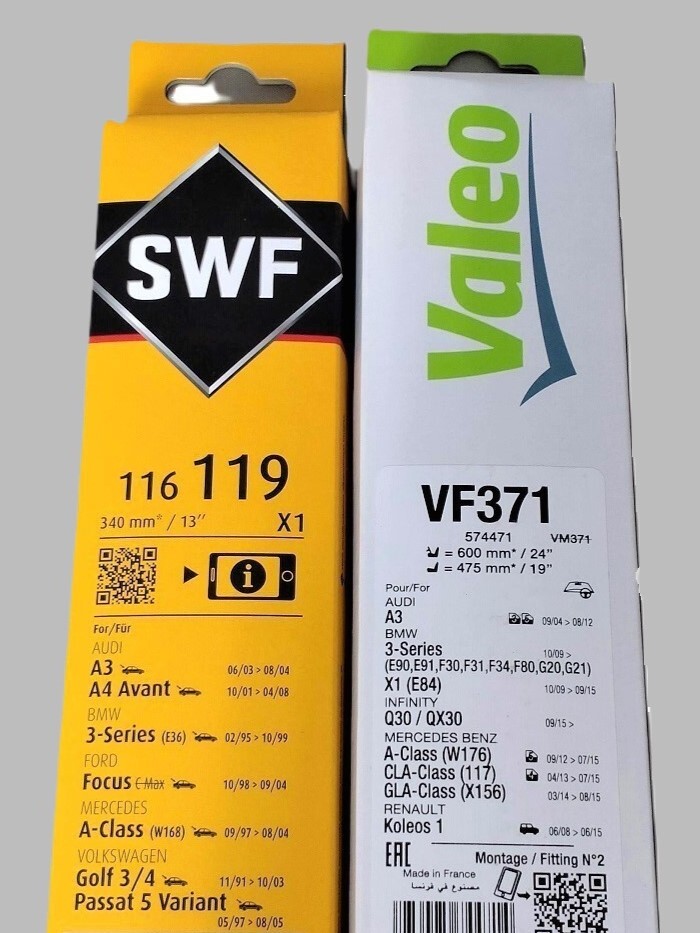 SWF
116 119
340 mm* / 13’’ X1
For/Für
AUDI
A3 06/03 > 08/04
A4 Avant 10/01 > 04/08
BMW
3-Series (E36) 02/95 > 10/99
FORD
Focus C-Max 10/98 > 09/04
MERCEDES
A-Class (W168) 09/97 > 08/04
VOLKSWAGEN
Golf 3/4 11/91 > 10/03
Passat 5 Variant
05/97 > 08/05
Valeo
VF371
574471 VM371
= 600 mm* / 24”
= 475 mm* / 19”
Pour/For
AUDI
A3 09/04 > 08/12
BMW
3-Series 10/09 >
(E90,E91,F30,F31,F34,F80,G20,G21)
X1 (E84) 10/09 > 09/15
INFINITY
Q30 / QX30 09/15 >
MERCEDES BENZ
A-Class (W176) 09/12 > 07/15
CLA-Class (117) 04/13 > 07/15
GLA-Class (X156) 03/14 > 08/15
RENAULT
Koleos 1 06/08 > 06/15
EAC Montage / Fitting N°2
Made in France
مصنوع في فرنسا